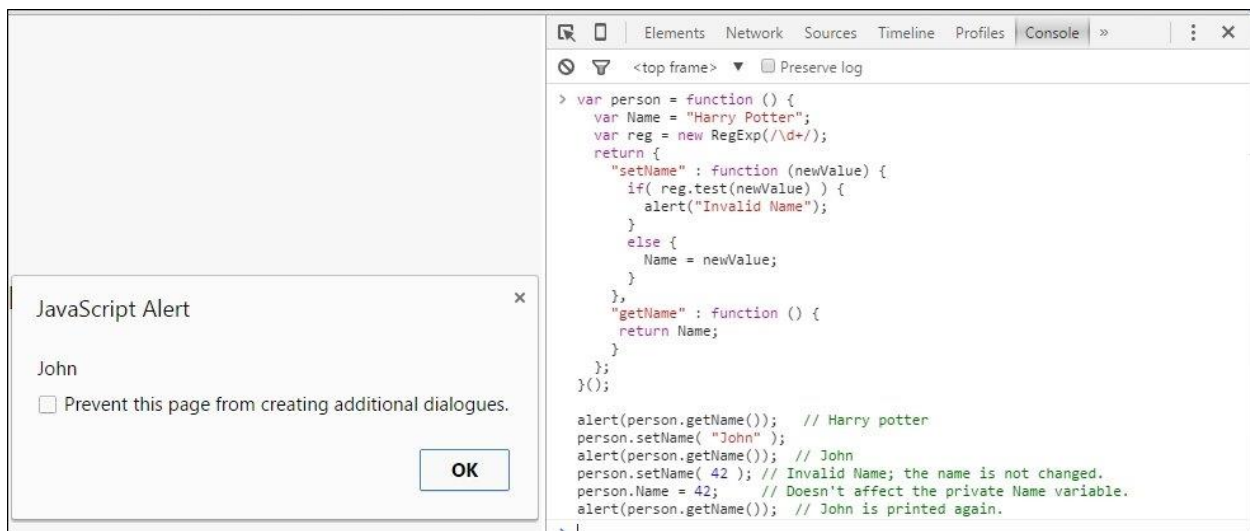 Elements Network Sources Timeline Profiles Console »
<top frame> ▼ Preserve log
> var person = function () {
var Name = "Harry Potter";
var reg = new RegExp(/\d+/);
return {
"setName" : function (newValue) {
if( reg.test(newValue) ) {
alert("Invalid Name");
}
else {
Name = newValue;
}
},
"getName" : function () {
return Name;
}
};
}();
alert(person.getName()); // Harry potter
person.setName( "John" );
alert(person.getName()); // John
person.setName( 42 ); // Invalid Name; the name is not changed.
person.Name = 42; // Doesn't affect the private Name variable.
alert(person.getName()); // John is printed again.
JavaScript Alert
John
Prevent this page from creating additional dialogues.
OK